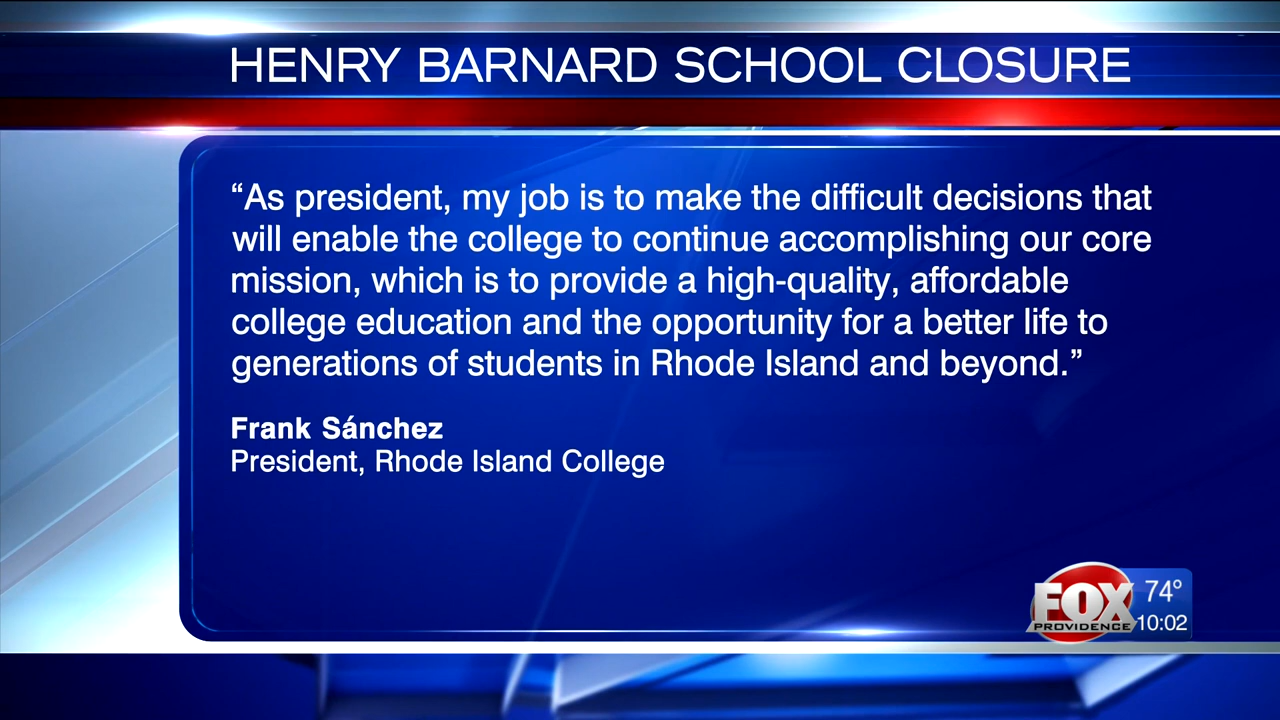 HENRY BARNARD SCHOOL CLOSURE
“As president, my job is to make the difficult decisions that
will enable the college to continue accomplishing our core
mission, which is to provide a high-quality, affordable
college education and the opportunity for a better life to
generations of students in Rhode Island and beyond.”
Frank Sánchez
President, Rhode Island College
FOX 74°
PROVIDENCE 10:02